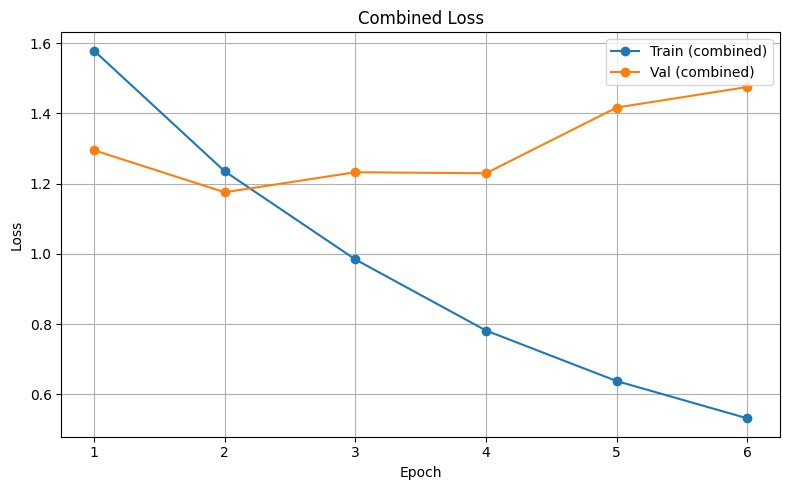 Combined Loss
Train (combined)
Val (combined)
1.6
1.4
1.2
1.0
0.8
0.6
Loss
1 2 3 4 5 6
Epoch